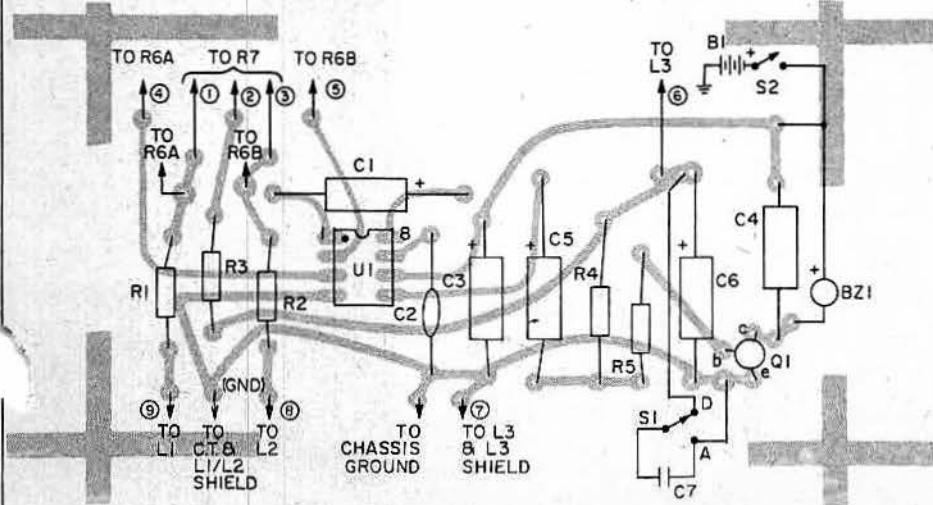 TO R6A
TO R7
TO R6B
④
①
②
③
⑤
TO
R6A
TO
R6B
TO
L3
⑥
B1
+
S2
C1
+
1
8
U1
R1
R3
R2
C2
C3
+
C5
+
R4
R5
+
C6
C4
+
BZ1
c
b
e
Q1
(GND)
⑨
TO
L1
TO
C.T. &
L1/L2
SHIELD
⑧
TO
L2
TO
CHASSIS
GROUND
⑦
TO L3
& L3
SHIELD
S1
D
A
C7